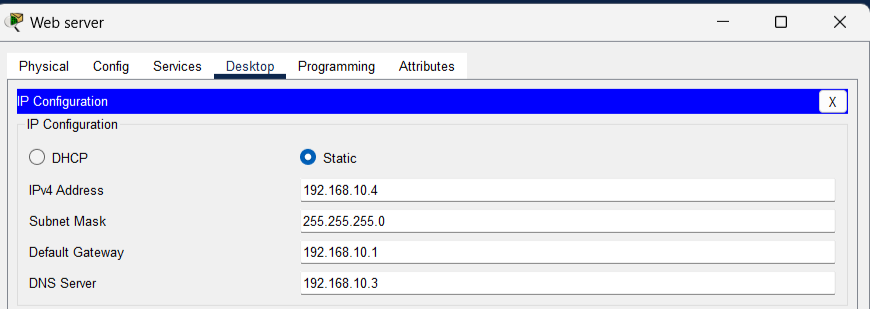 Web server
Physical Config Services Desktop Programming Attributes
IP Configuration X
IP Configuration
DHCP Static
IPv4 Address 192.168.10.4
Subnet Mask 255.255.255.0
Default Gateway 192.168.10.1
DNS Server 192.168.10.3